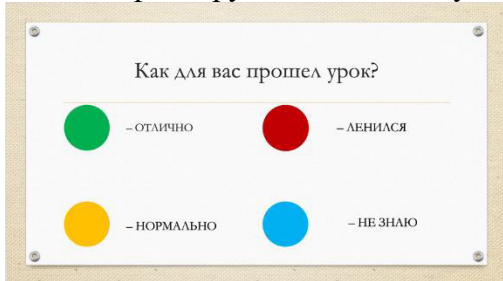 Как для вас прошел урок?
– ОТЛИЧНО
– ЛЕНИЛСЯ
– НОРМАЛЬНО
– НЕ ЗНАЮ